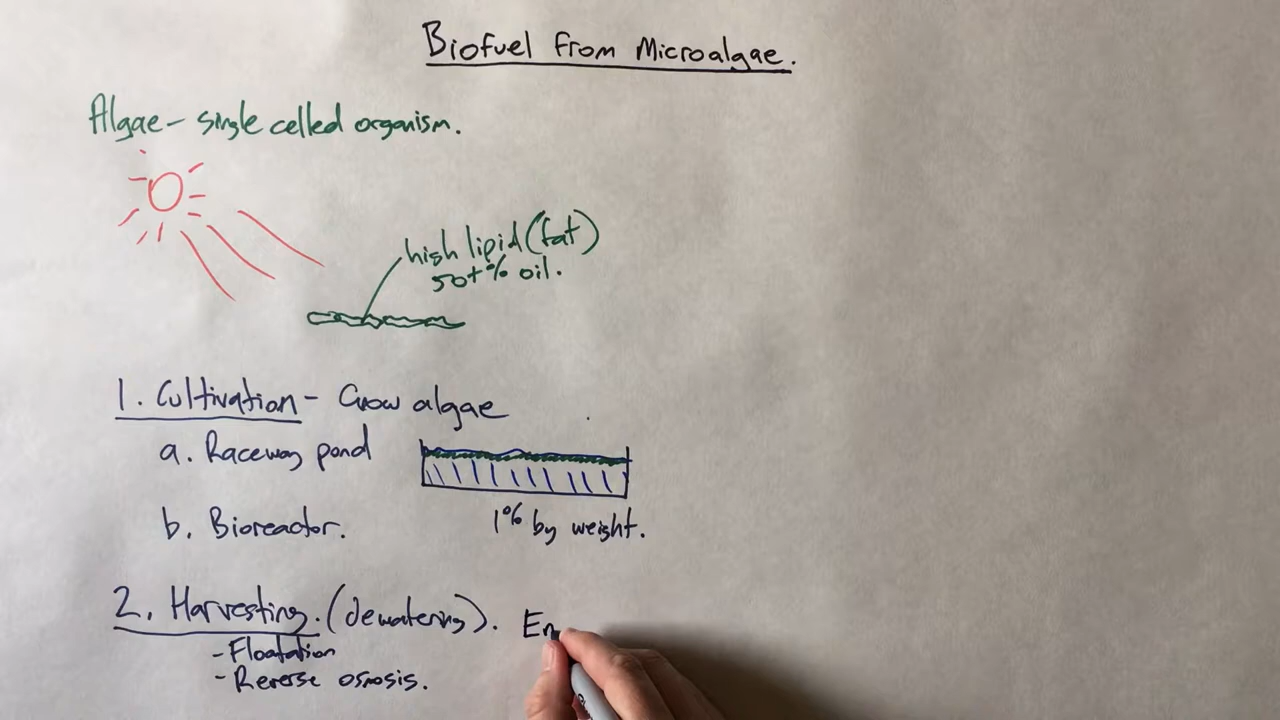 Biofuel from Microalgae.
Algae - single celled organism.
high lipid (fat)
50+% oil.
1. Cultivation - Grow algae
a. Raceway pond
b. Bioreactor.
1% by weight.
2. Harvesting. (dewatering). En
- Floatation
- Reverse osmosis.